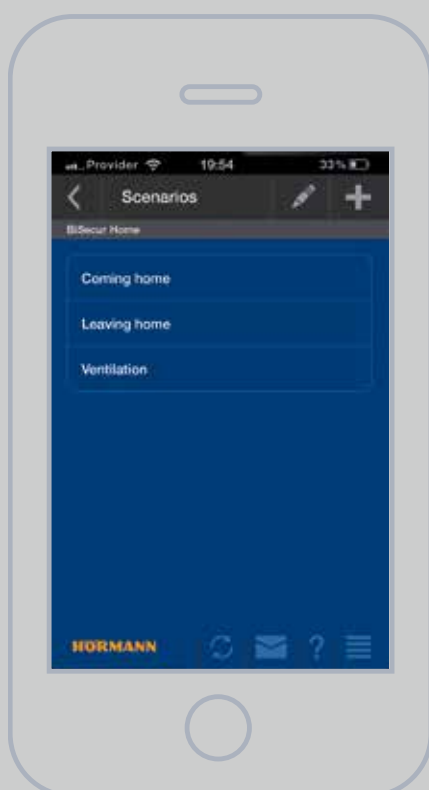 Provider 19:54 33%
Scenarios
BiSecur Home
Coming home
Leaving home
Ventilation
HÖRMANN ?